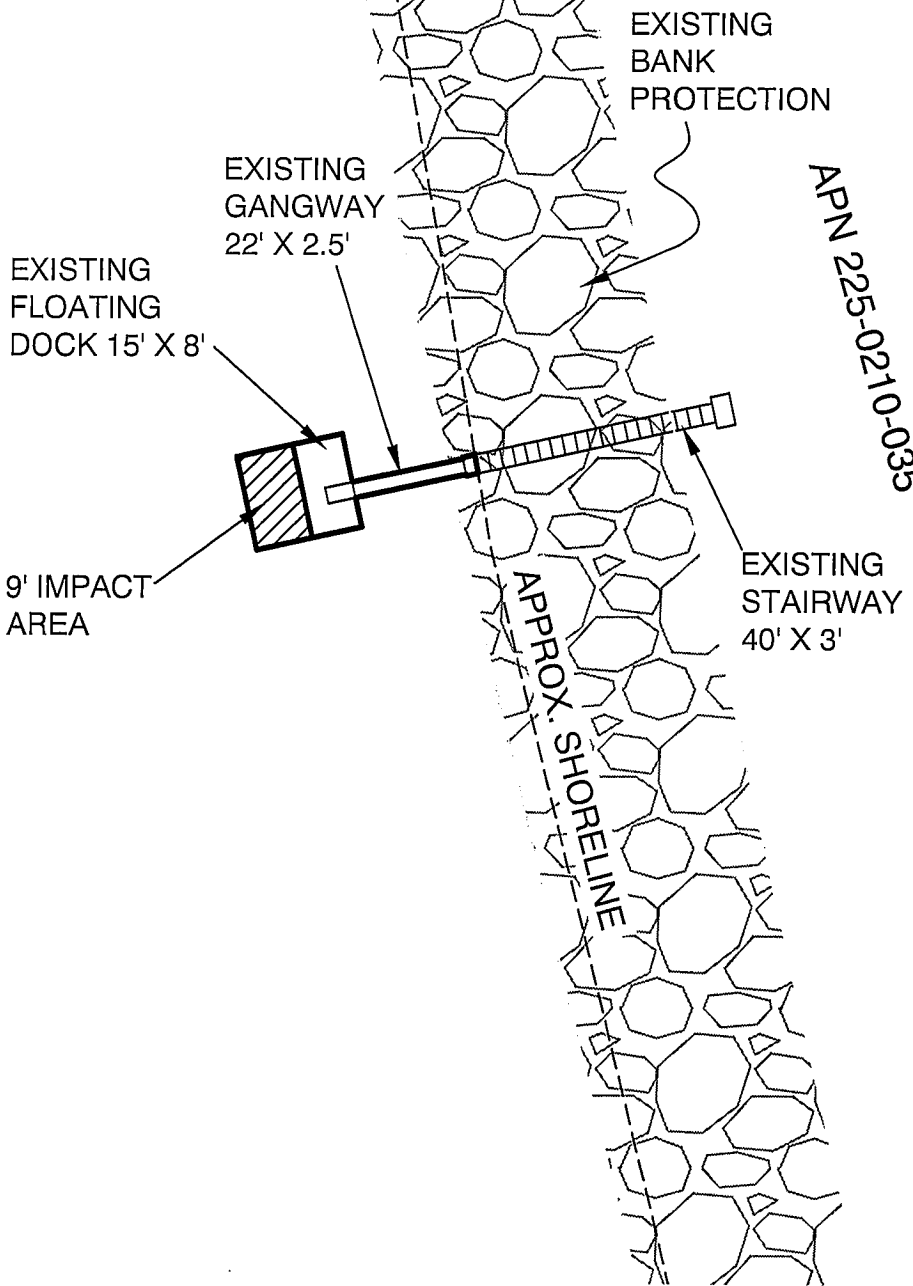 EXISTING
BANK
PROTECTION
EXISTING
GANGWAY
22' X 2.5'
APN 225-0210-035
EXISTING
FLOATING
DOCK 15' X 8'
9' IMPACT
AREA
EXISTING
STAIRWAY
40' X 3'
APPROX. SHORELINE